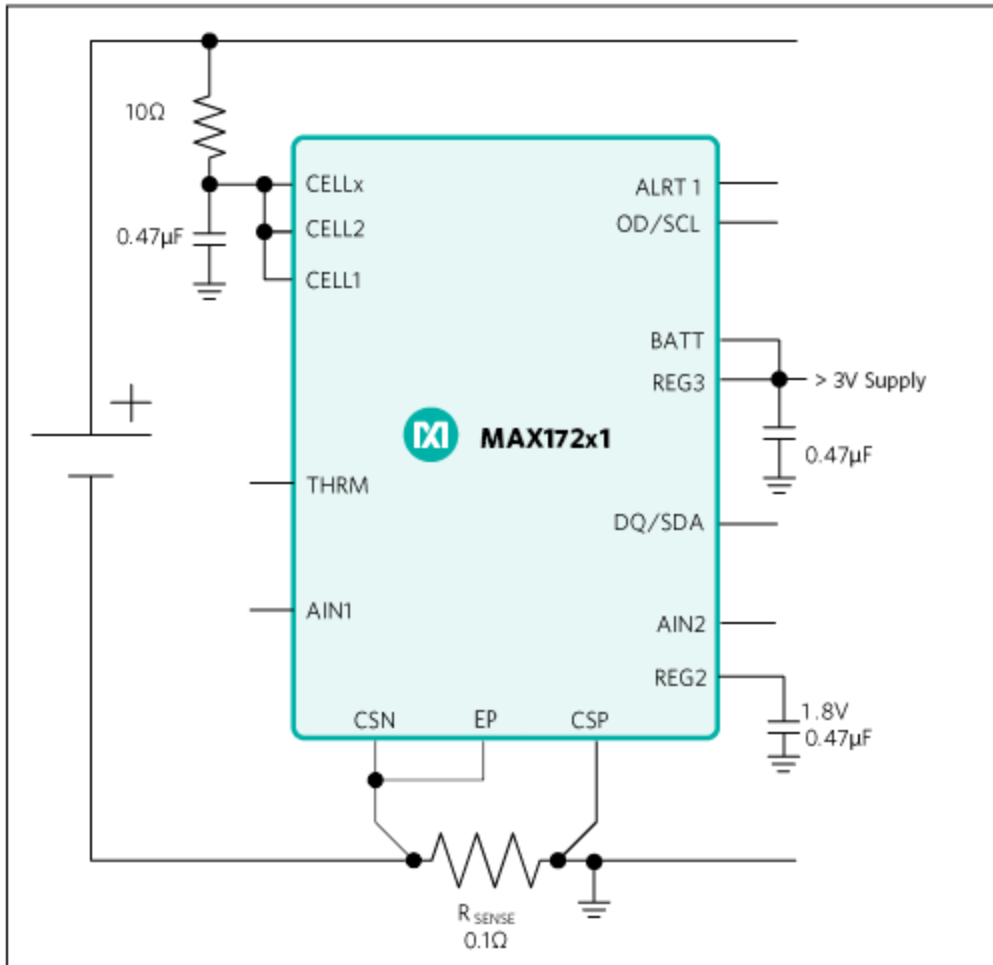 10Ω
0.47µF
CELLx
CELL2
CELL1
THRM
AIN1
MAX172x1
ALRT 1
OD/SCL
BATT
REG3
> 3V Supply
0.47µF
DQ/SDA
AIN2
REG2
1.8V
0.47µF
CSN
EP
CSP
R SENSE
0.1Ω